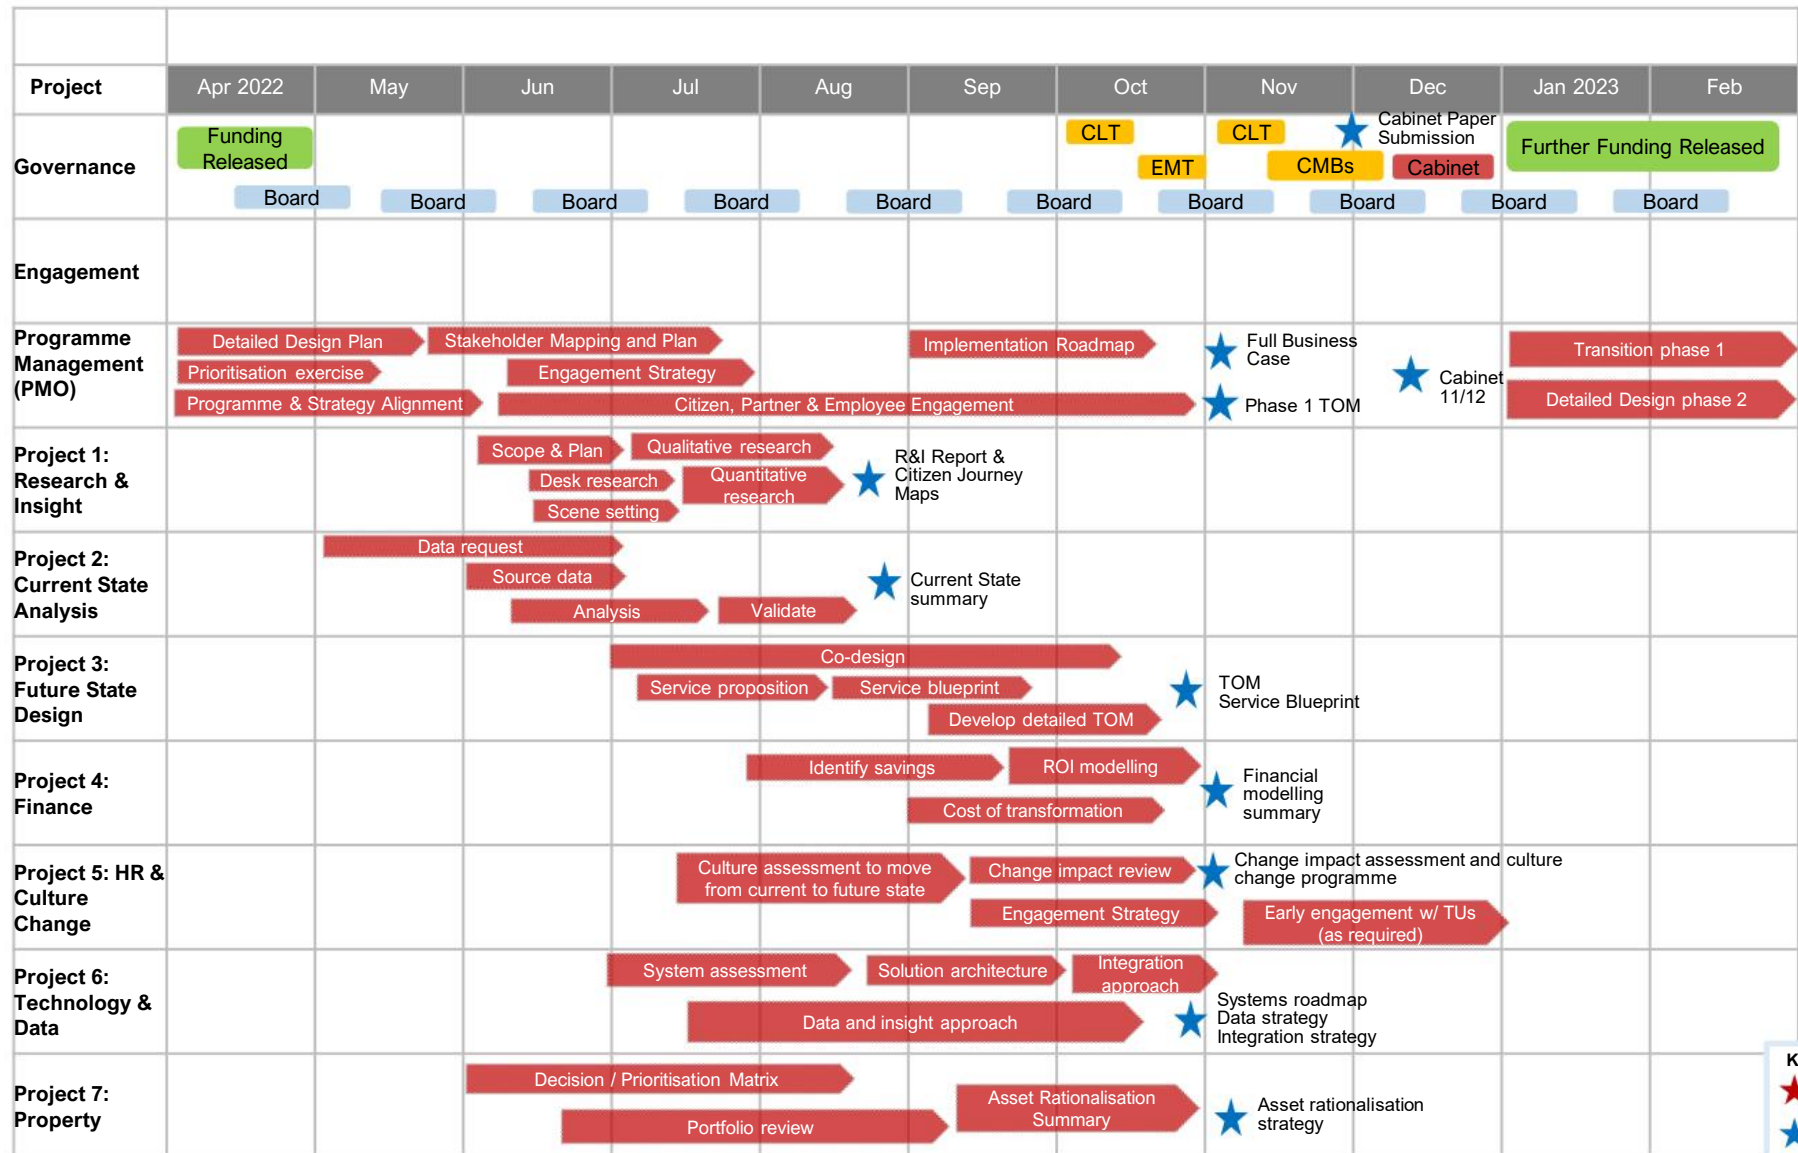 Project
Apr 2022
May
Jun
Jul
Aug
Sep
Oct
Nov
Dec
Jan 2023
Feb
Governance
Funding
Released
CLT
EMT
CLT
CMBs
Cabinet Paper
Submission
Cabinet
Further Funding Released
Board
Board
Board
Board
Board
Board
Board
Board
Board
Board
Engagement
Programme
Management
(PMO)
Detailed Design Plan
Stakeholder Mapping and Plan
Implementation Roadmap
Full Business
Case
Transition phase 1
Prioritisation exercise
Engagement Strategy
Cabinet
11/12
Programme & Strategy Alignment
Citizen, Partner & Employee Engagement
Phase 1 TOM
Detailed Design phase 2
Project 1:
Research &
Insight
Scope & Plan
Qualitative research
Desk research
Quantitative
research
Scene setting
R&I Report &
Citizen Journey
Maps
Project 2:
Current State
Analysis
Data request
Source data
Analysis
Validate
Current State
summary
Project 3:
Future State
Design
Co-design
Service proposition
Service blueprint
Develop detailed TOM
TOM
Service Blueprint
Project 4:
Finance
Identify savings
ROI modelling
Cost of transformation
Financial
modelling
summary
Project 5: HR &
Culture
Change
Culture assessment to move
from current to future state
Change impact review
Engagement Strategy
Change impact assessment and culture
change programme
Early engagement w/ TUs
(as required)
Project 6:
Technology &
Data
System assessment
Solution architecture
Integration
approach
Data and insight approach
Systems roadmap
Data strategy
Integration strategy
Project 7:
Property
Decision / Prioritisation Matrix
Portfolio review
Asset Rationalisation
Summary
Asset rationalisation
strategy